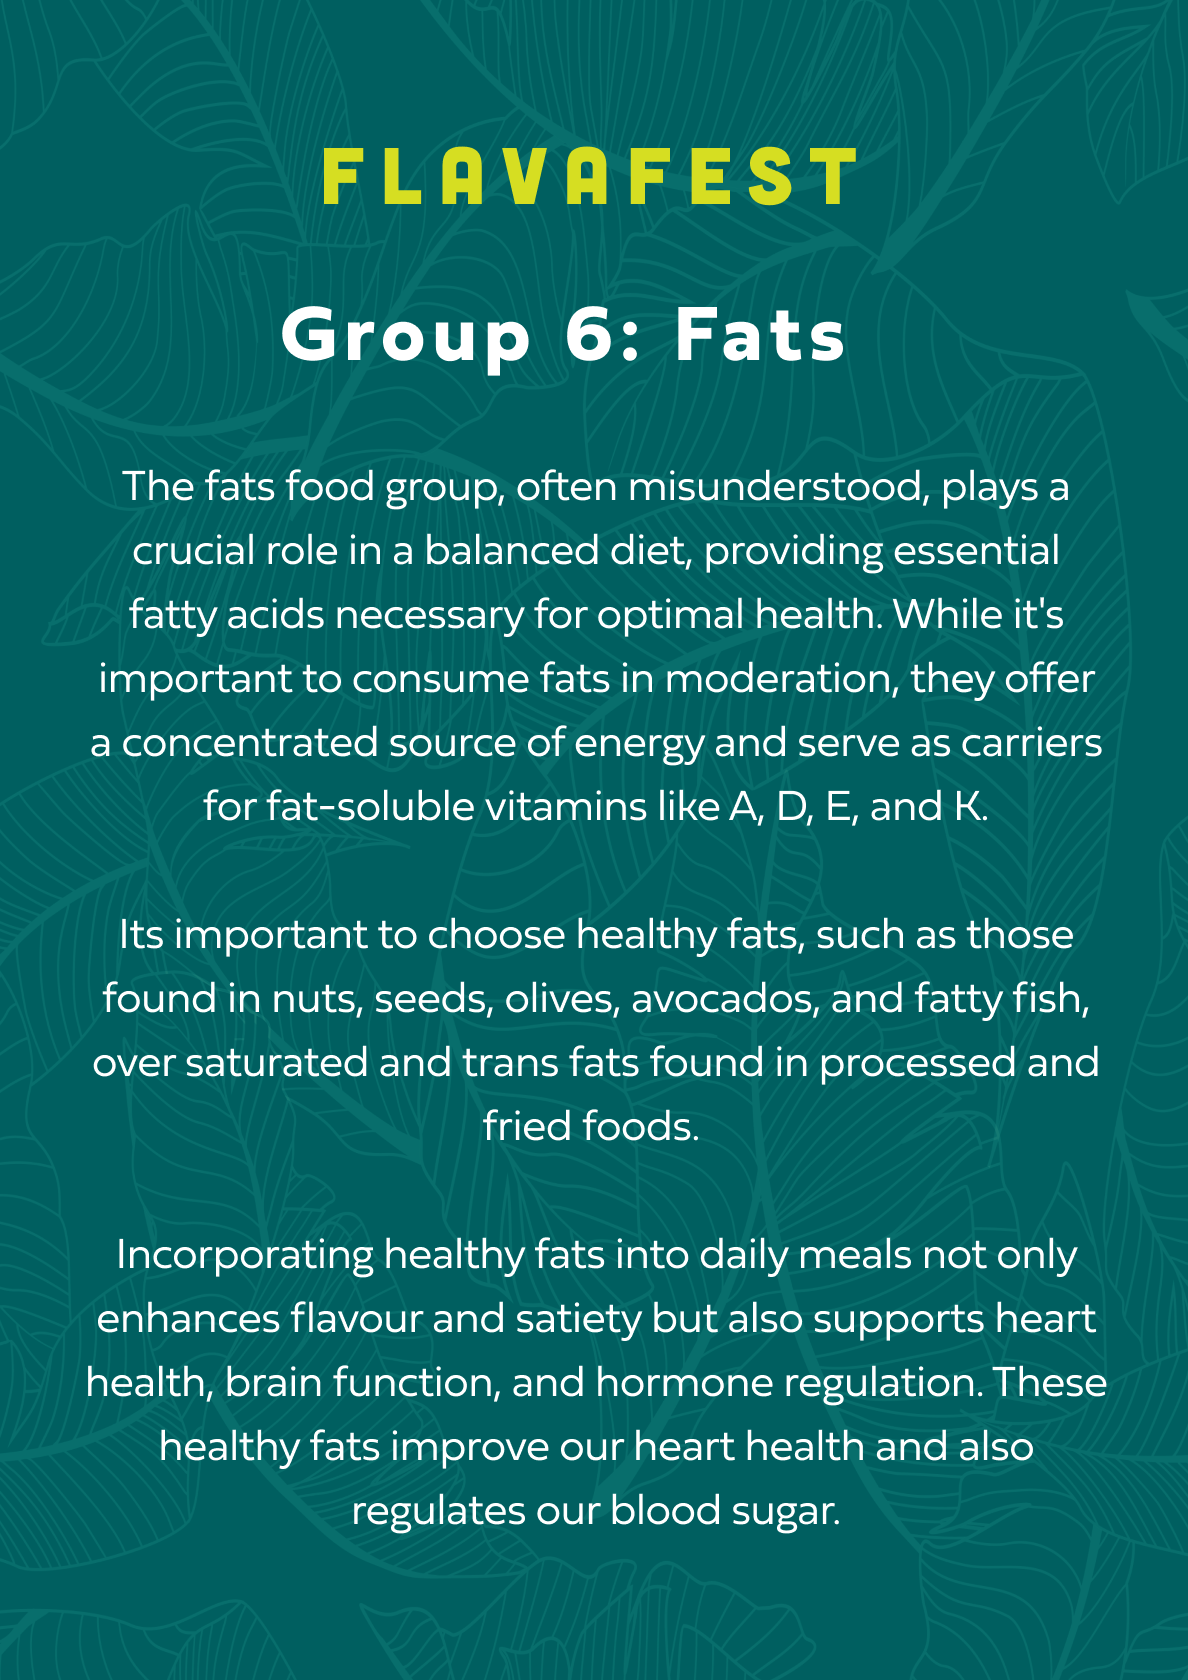 FLAVAFEST
Group 6: Fats
The fats food group, often misunderstood, plays a
crucial role in a balanced diet, providing essential
fatty acids necessary for optimal health. While it's
important to consume fats in moderation, they offer
a concentrated source of energy and serve as carriers
for fat-soluble vitamins like A, D, E, and K.
Its important to choose healthy fats, such as those
found in nuts, seeds, olives, avocados, and fatty fish,
over saturated and trans fats found in processed and
fried foods.
Incorporating healthy fats into daily meals not only
enhances flavour and satiety but also supports heart
health, brain function, and hormone regulation. These
healthy fats improve our heart health and also
regulates our blood sugar.